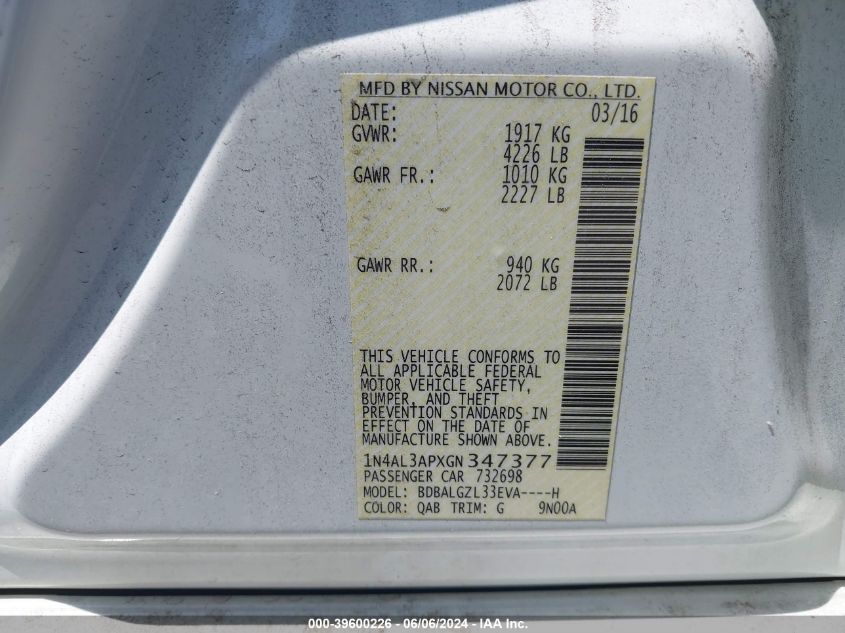 MFD BY NISSAN MOTOR CO., LTD.
DATE: 03/16
GVWR: 1917 KG
4226 LB
GAWR FR.: 1010 KG
2227 LB
GAWR RR.: 940 KG
2072 LB
THIS VEHICLE CONFORMS TO
ALL APPLICABLE FEDERAL
MOTOR VEHICLE SAFETY,
BUMPER, AND THEFT
PREVENTION STANDARDS IN
EFFECT ON THE DATE OF
MANUFACTURE SHOWN ABOVE.
1N4AL3APXGN347377
PASSENGER CAR 732698
MODEL: BDBALGZL33EVA----H
COLOR: QAB TRIM: G 9N00A
000-39600226 - 06/06/2024 - IAA Inc.